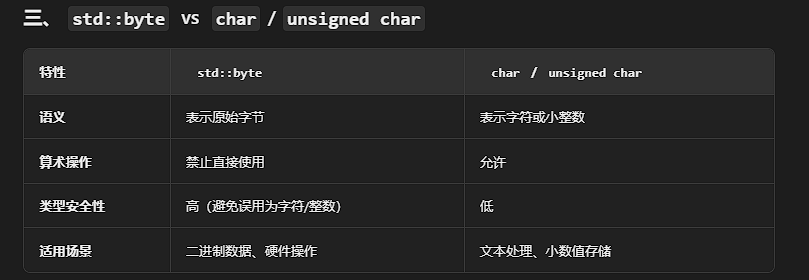 三、 std::byte vs char / unsigned char
特性 std::byte char / unsigned char
语义 表示原始字节 表示字符或小整数
算术操作 禁止直接使用 允许
类型安全性 高（避免误用为字符/整数） 低
适用场景 二进制数据、硬件操作 文本处理、小数值存储